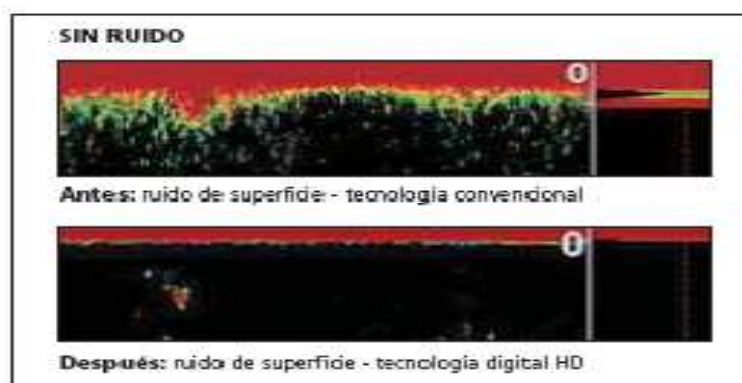 SIN RUIDO
0
Antes: ruido de superficie - tecnología convencional
0
Después: ruido de superficie - tecnología digital HD